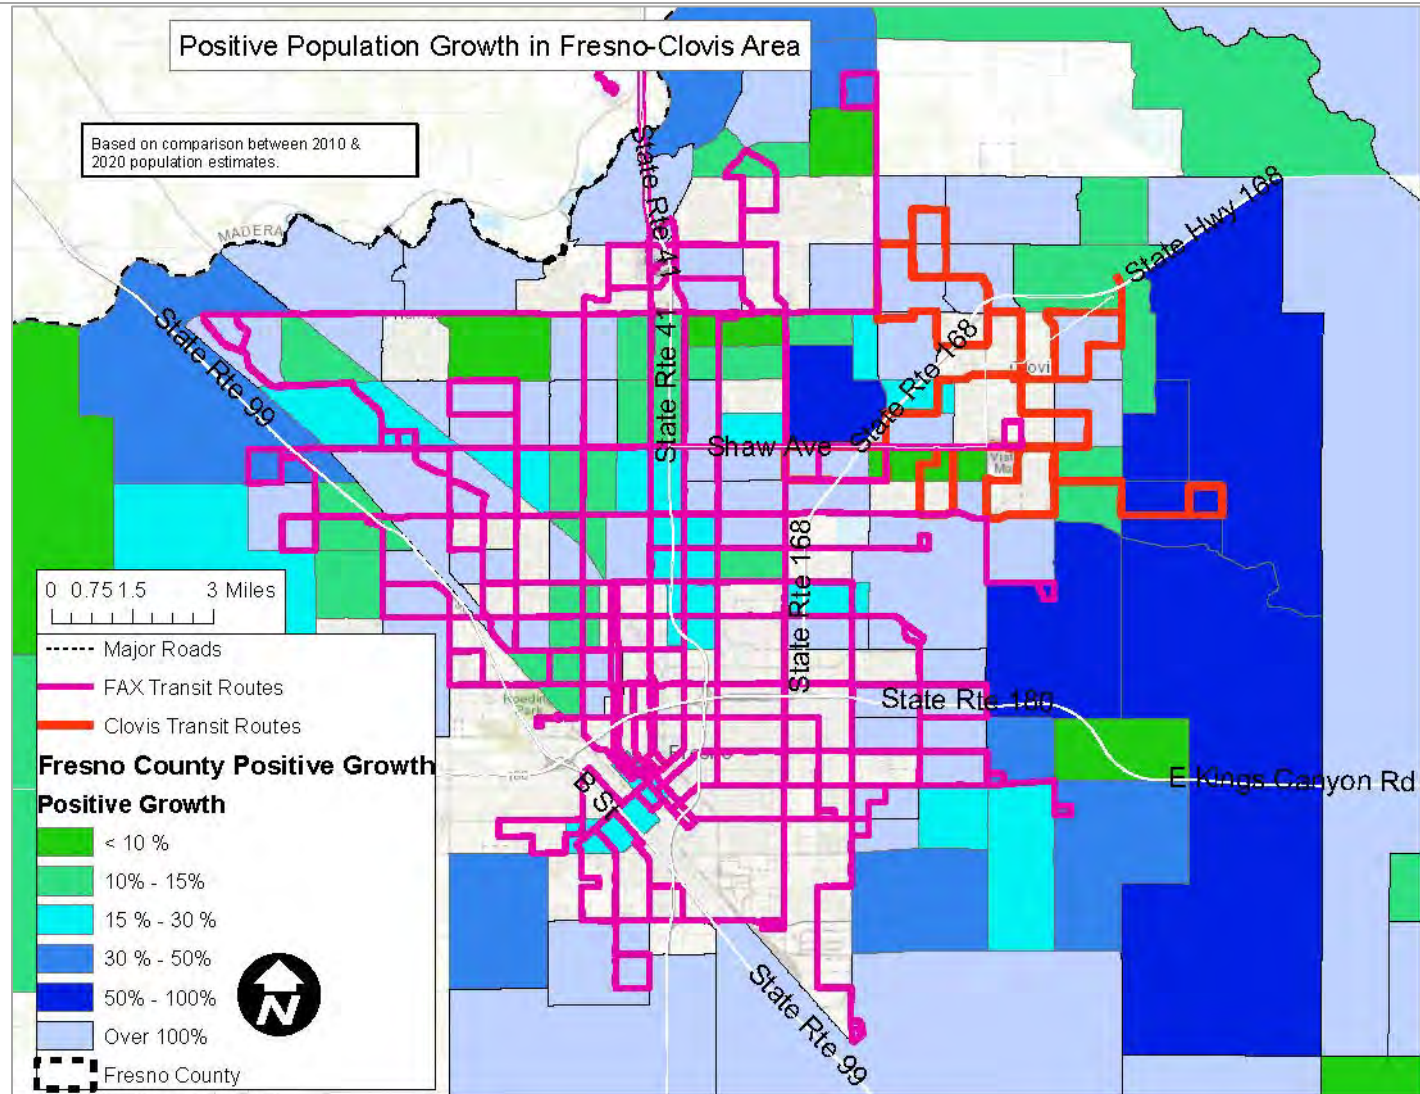 Positive Population Growth in Fresno-Clovis Area
Based on comparison between 2010 &
2020 population estimates.
MADERA
State Rte 41
State Hwy 168
State Rte 99
State Rte 41
State Rte 168
Clovi
Shaw Ave
State Rte 168
State Rte 180
Fresno
B St
E Kings Canyon Rd
State Rte 99
0 0.75 1.5 3 Miles
Major Roads
FAX Transit Routes
Clovis Transit Routes
Fresno County Positive Growth
Positive Growth
< 10 %
10% - 15%
15 % - 30 %
30 % - 50%
50% - 100%
Over 100%
Fresno County
N